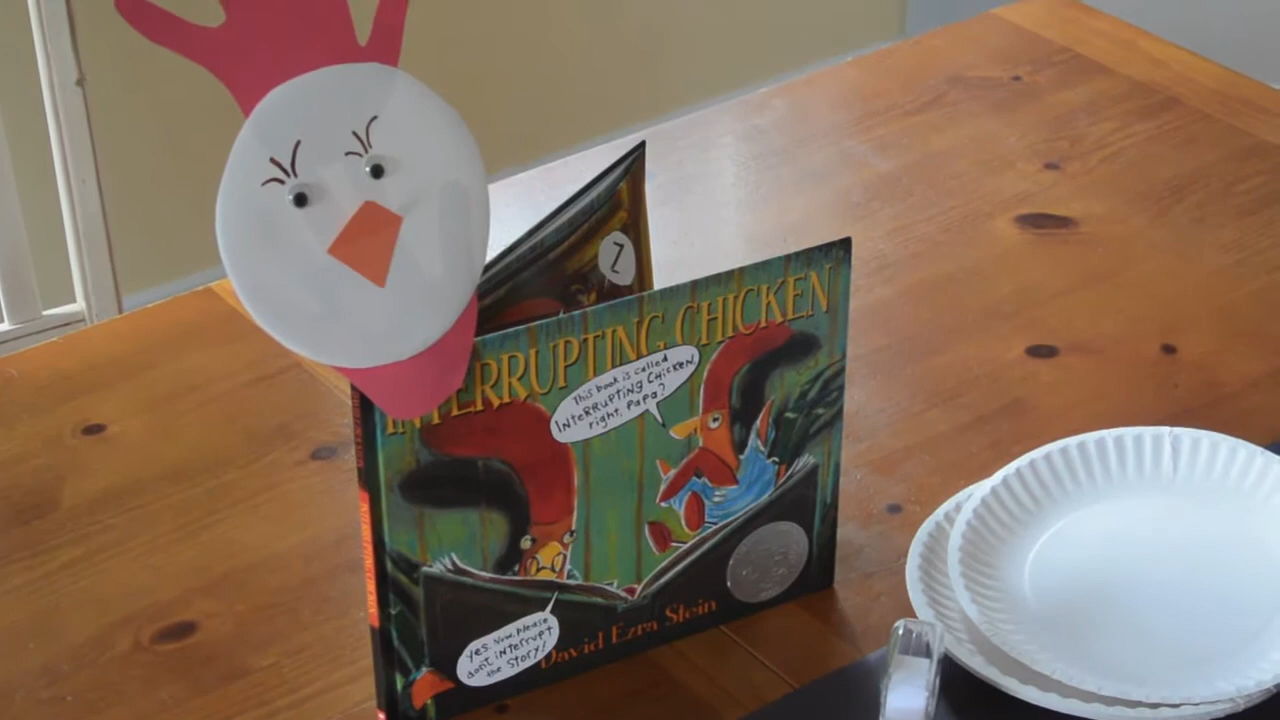 INTERRUPTING CHICKEN
This book is called
INTERRUPTING CHICKEN,
right, Papa?
yes. Now, please
don't interrupt
the story!
David Ezra Stein